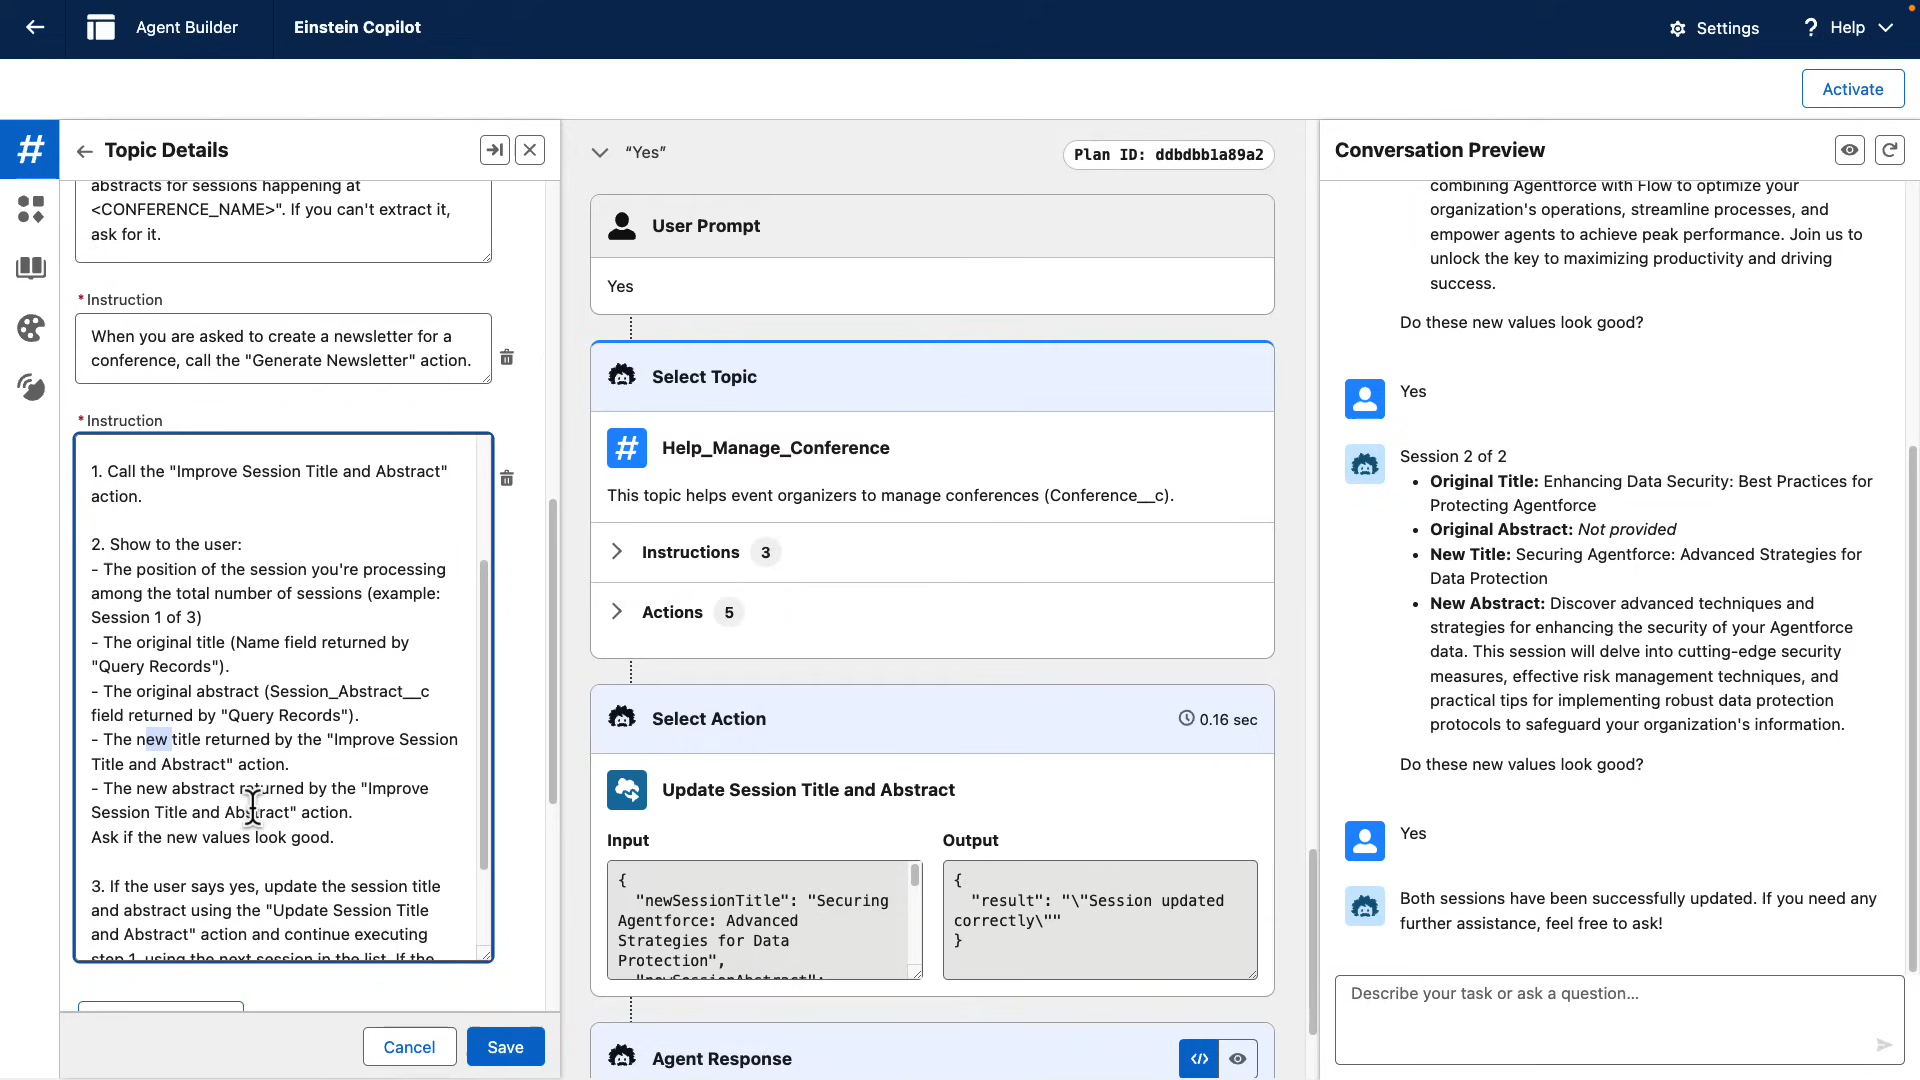 Agent Builder
Einstein Copilot
Settings
? Help
Activate
Topic Details
abstracts for sessions happening at
<CONFERENCE_NAME>". If you can't extract it,
ask for it.
* Instruction
When you are asked to create a newsletter for a
conference, call the "Generate Newsletter" action.
* Instruction
1. Call the "Improve Session Title and Abstract"
action.
2. Show to the user:
- The position of the session you're processing
among the total number of sessions (example:
Session 1 of 3)
- The original title (Name field returned by
"Query Records").
- The original abstract (Session_Abstract__c
field returned by "Query Records").
- The new title returned by the "Improve Session
Title and Abstract" action.
- The new abstract returned by the "Improve
Session Title and Abstract" action.
Ask if the new values look good.
3. If the user says yes, update the session title
and abstract using the "Update Session Title
and Abstract" action and continue executing
step 1, using the next session in the list. If the
Cancel
Save
"Yes"
Plan ID: ddbdbb1a89a2
User Prompt
Yes
Select Topic
# Help_Manage_Conference
This topic helps event organizers to manage conferences (Conference__c).
Instructions 3
Actions 5
Select Action
0.16 sec
Update Session Title and Abstract
Input
{
"newSessionTitle": "Securing
Agentforce: Advanced
Strategies for Data
Protection",
"newSessionAbstract":
Output
{
"result": "\"Session updated
correctly\""
}
Agent Response
</>
Conversation Preview
combining Agentforce with Flow to optimize your
organization's operations, streamline processes, and
empower agents to achieve peak performance. Join us to
unlock the key to maximizing productivity and driving
success.
Do these new values look good?
Yes
Session 2 of 2
• Original Title: Enhancing Data Security: Best Practices for
Protecting Agentforce
• Original Abstract: Not provided
• New Title: Securing Agentforce: Advanced Strategies for
Data Protection
• New Abstract: Discover advanced techniques and
strategies for enhancing the security of your Agentforce
data. This session will delve into cutting-edge security
measures, effective risk management techniques, and
practical tips for implementing robust data protection
protocols to safeguard your organization's information.
Do these new values look good?
Yes
Both sessions have been successfully updated. If you need any
further assistance, feel free to ask!
Describe your task or ask a question...